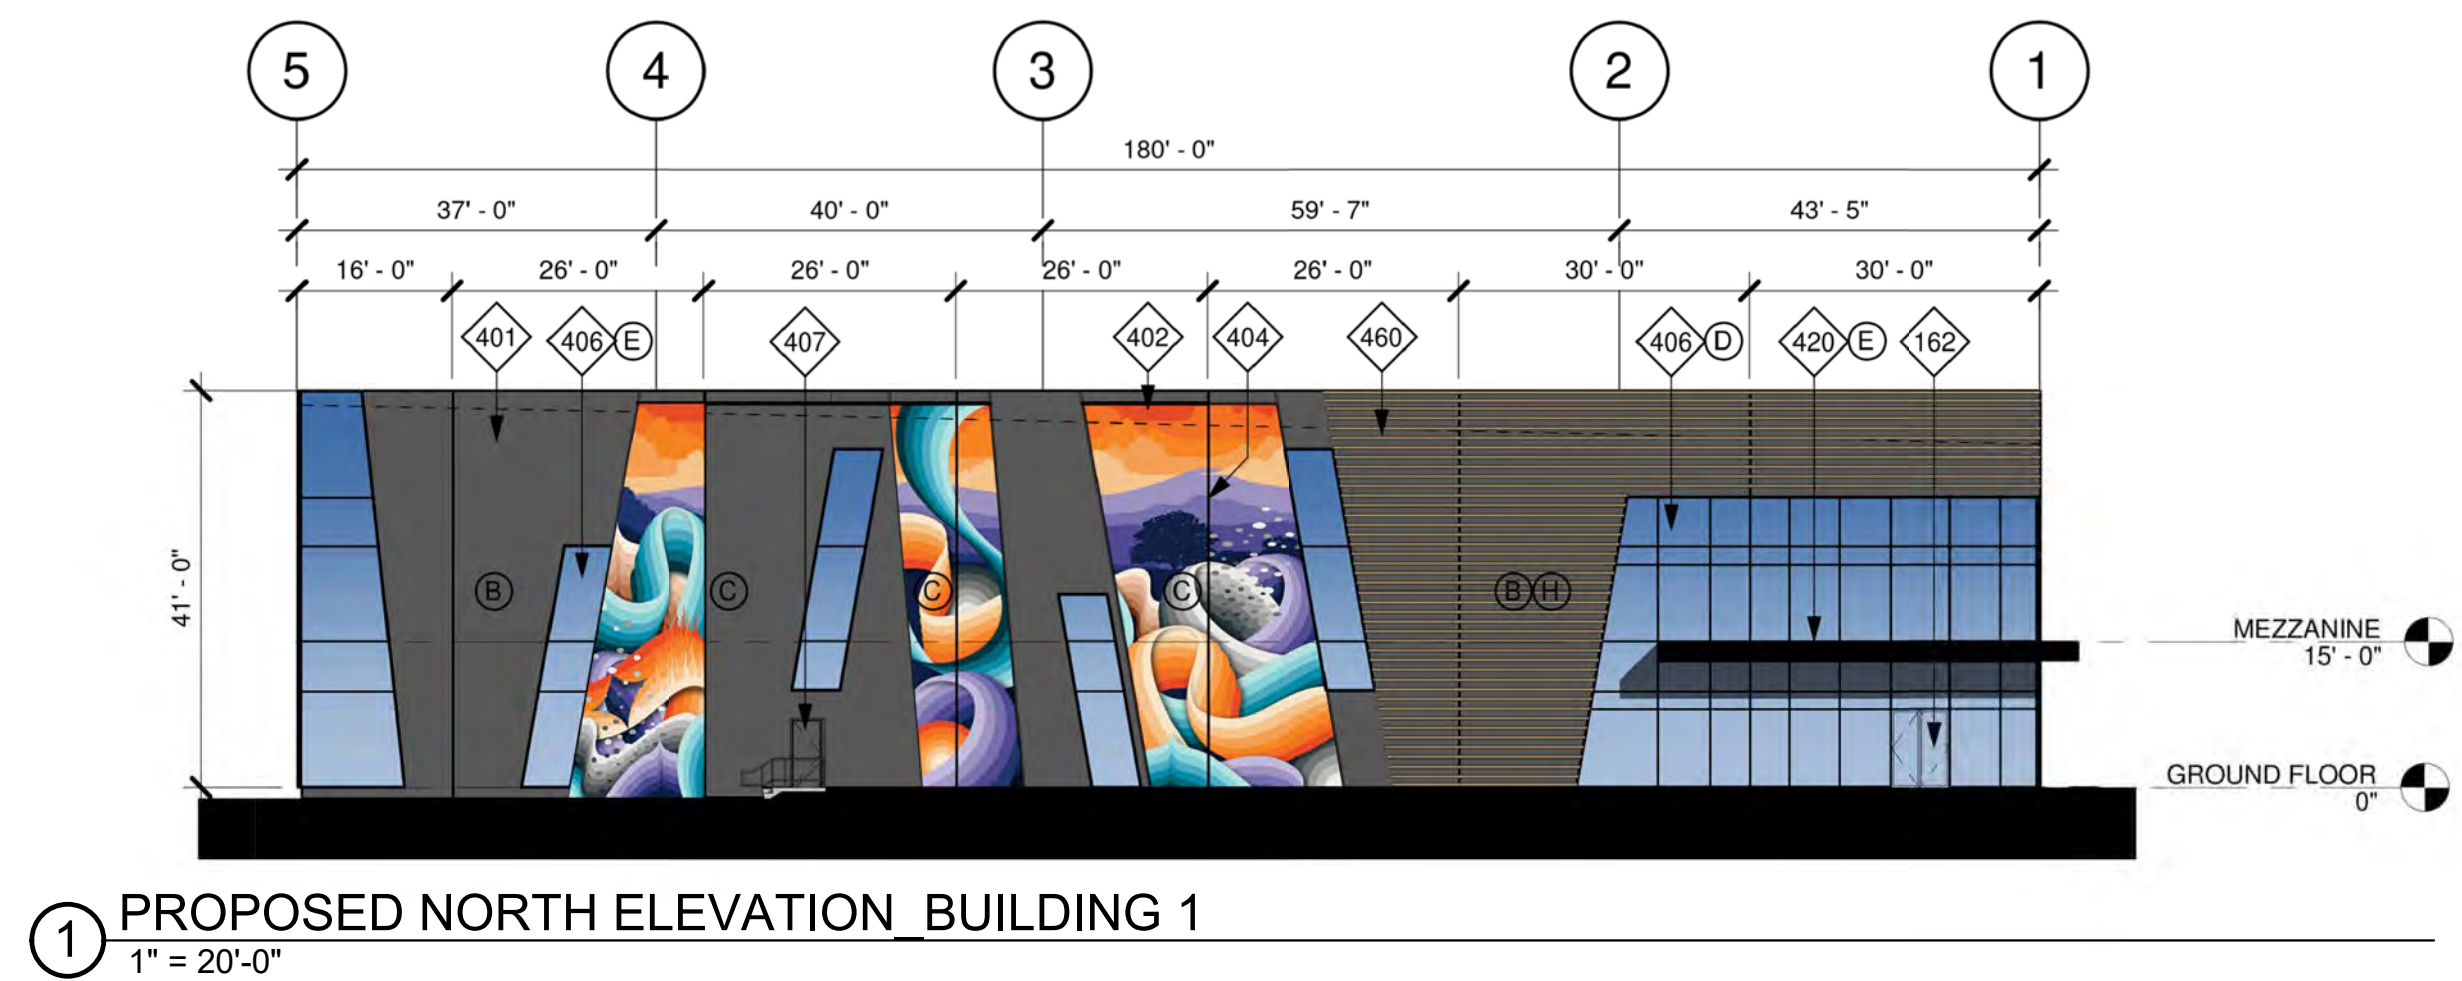 5 4 3 2 1
180' - 0"
37' - 0" 40' - 0" 59' - 7" 43' - 5"
16' - 0" 26' - 0" 26' - 0" 26' - 0" 26' - 0" 30' - 0" 30' - 0"
401 406 E 407 402 404 460 406 D 420 E 162
41' - 0"
B C C C B H
MEZZANINE
15' - 0"
GROUND FLOOR
0"
1 PROPOSED NORTH ELEVATION_BUILDING 1
1" = 20'-0"